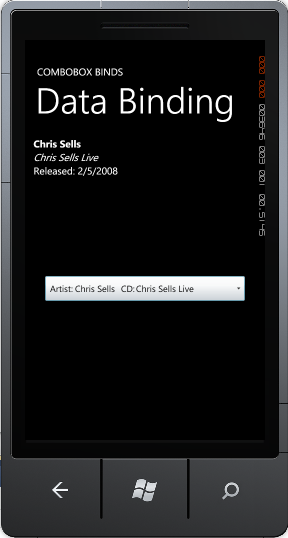 COMBOBOX BINDS
Data Binding
Chris Sells
Chris Sells Live
Released: 2/5/2008
Artist: Chris Sells CD: Chris Sells Live